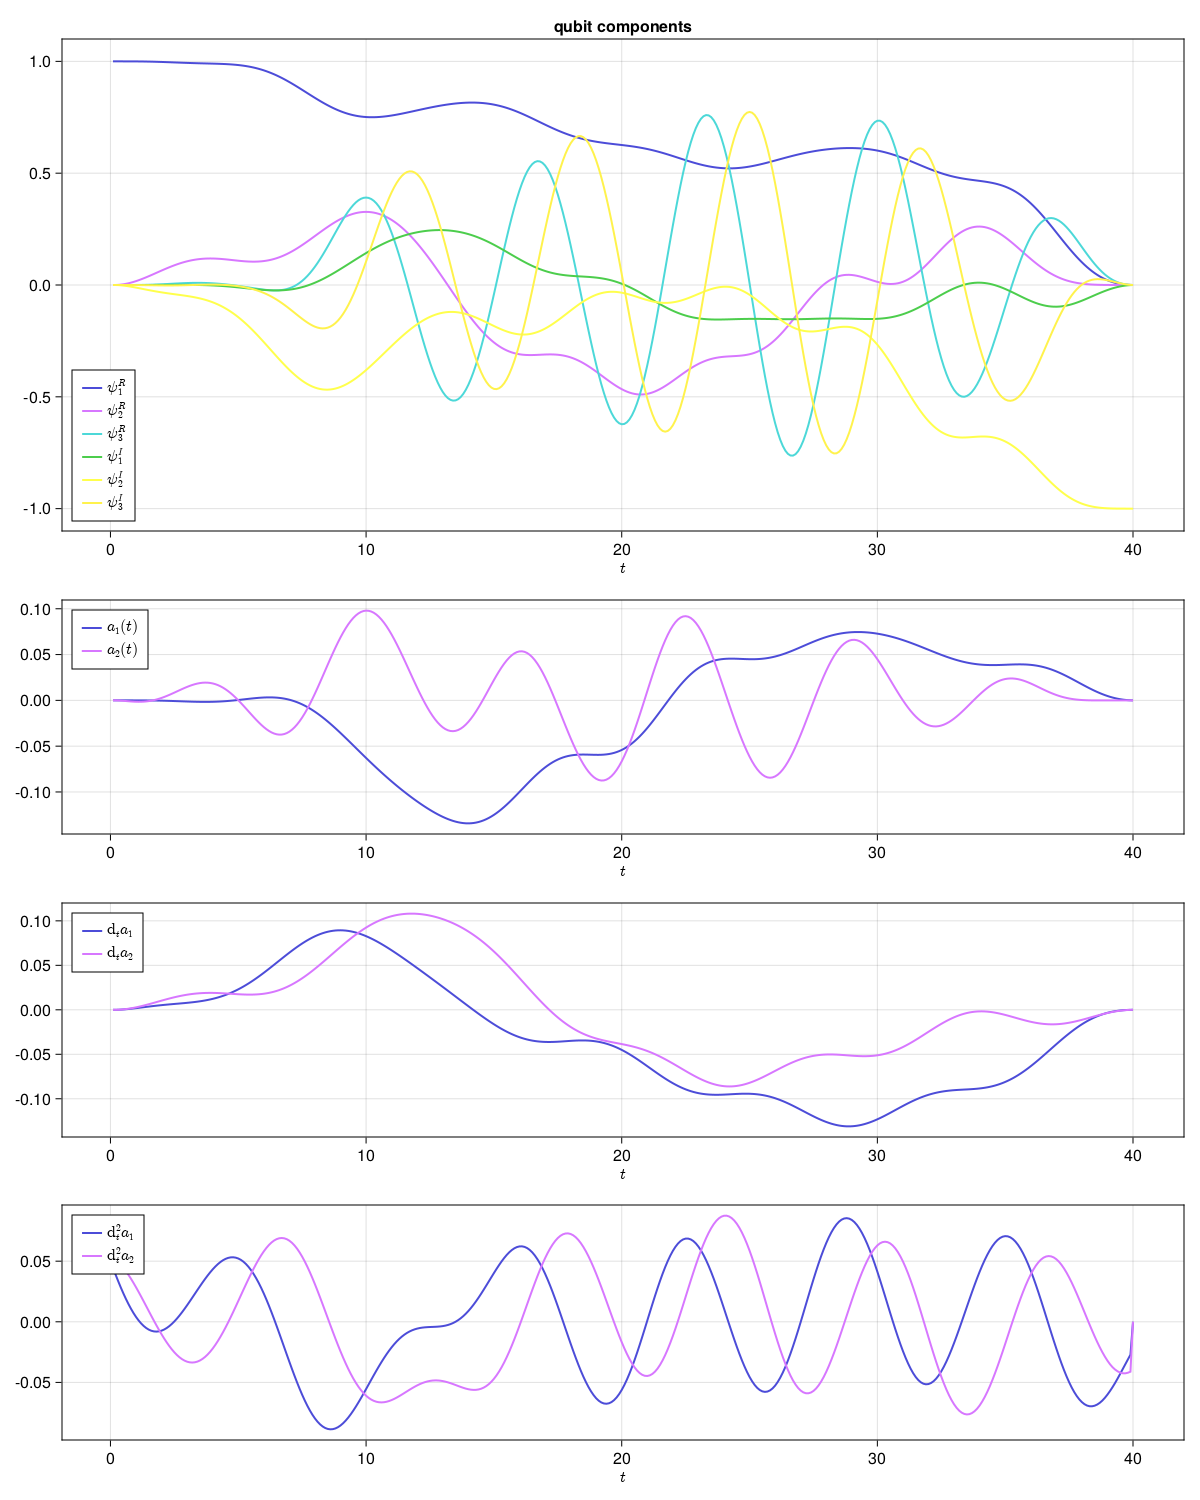 qubit components
1.0
0.5
0.0
-0.5
-1.0
ψ₁ᴿ
ψ₂ᴿ
ψ₃ᴿ
ψ₁ᴵ
ψ₂ᴵ
ψ₃ᴵ
0 10 20 30 40
t
0.10
0.05
0.00
-0.05
-0.10
a₁(t)
a₂(t)
0 10 20 30 40
t
0.10
0.05
0.00
-0.05
-0.10
dₜa₁
dₜa₂
0 10 20 30 40
t
0.05
0.00
-0.05
dₜ²a₁
dₜ²a₂
0 10 20 30 40
t